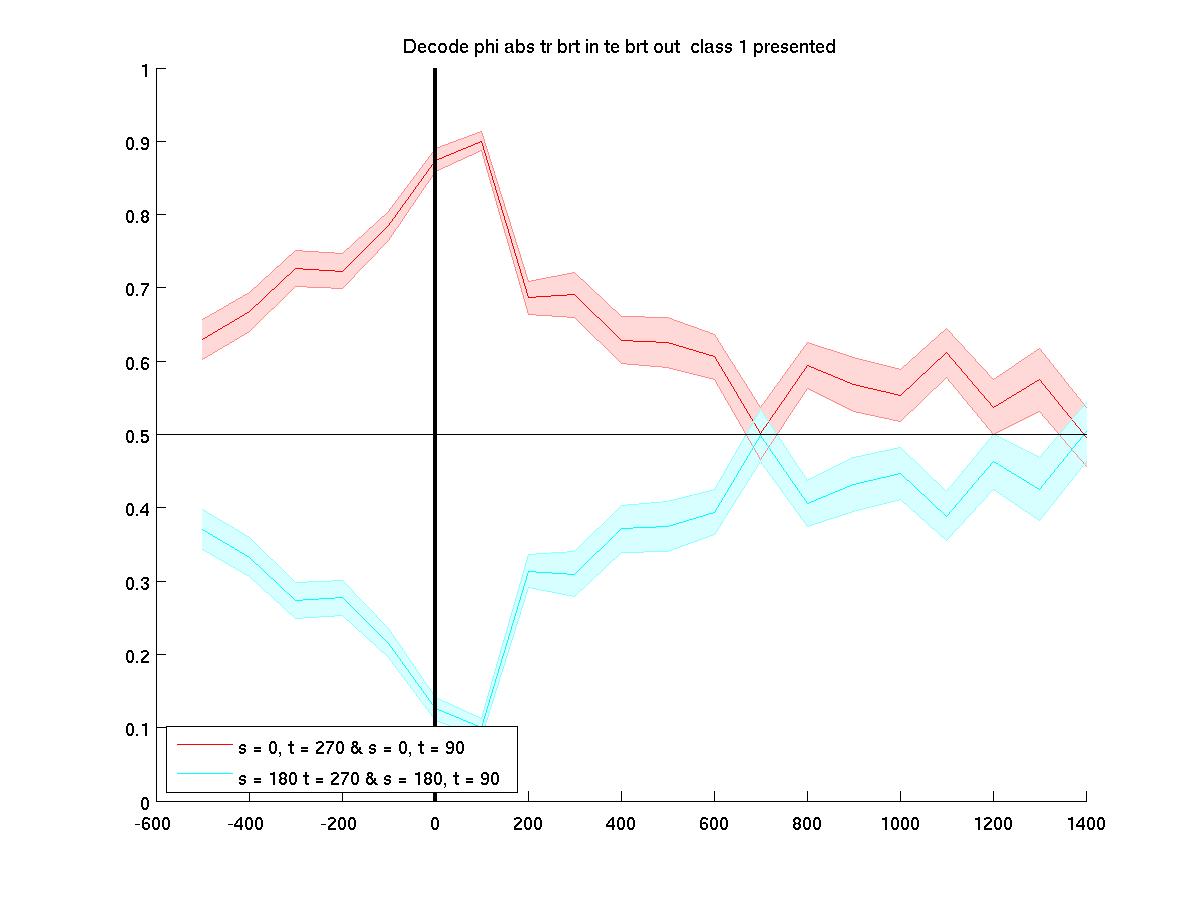 Decode phi abs tr brt in te brt out  class 1 presented
1
0.9
0.8
0.7
0.6
0.5
0.4
0.3
0.2
0.1
0
s = 0, t = 270 & s = 0, t = 90
s = 180 t = 270 & s = 180, t = 90
-600 -400 -200 0 200 400 600 800 1000 1200 1400